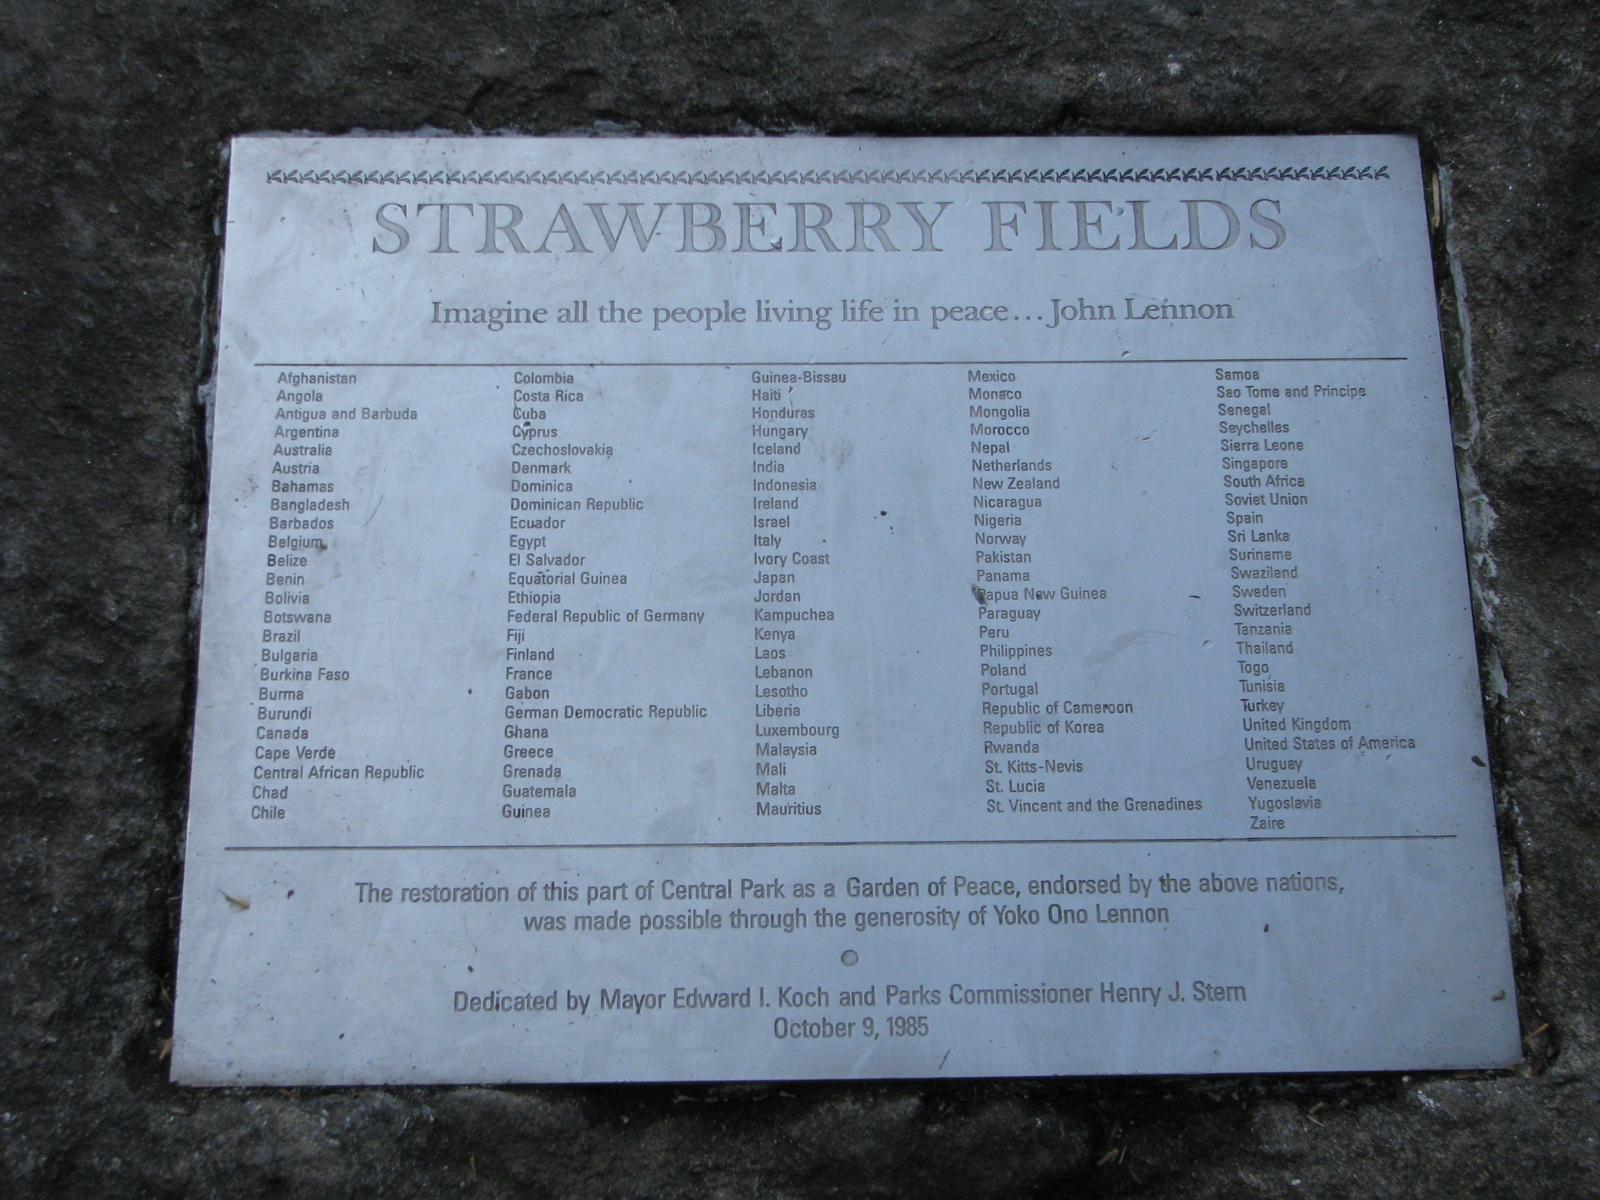 STRAWBERRY FIELDS
Imagine all the people living life in peace...John Lennon
Afghanistan
Angola
Antigua and Barbuda
Argentina
Australia
Austria
Bahamas
Bangladesh
Barbados
Belgium
Belize
Benin
Bolivia
Botswana
Brazil
Bulgaria
Burkina Faso
Burma
Burundi
Canada
Cape Verde
Central African Republic
Chad
Chile
Colombia
Costa Rica
Cuba
Cyprus
Czechoslovakia
Denmark
Dominica
Dominican Republic
Ecuador
Egypt
El Salvador
Equatorial Guinea
Ethiopia
Federal Republic of Germany
Fiji
Finland
France
Gabon
German Democratic Republic
Ghana
Greece
Grenada
Guatemala
Guinea
Guinea-Bissau
Haiti
Honduras
Hungary
Iceland
India
Indonesia
Ireland
Israel
Italy
Ivory Coast
Japan
Jordan
Kampuchea
Kenya
Laos
Lebanon
Lesotho
Liberia
Luxembourg
Malaysia
Mali
Malta
Mauritius
Mexico
Monaco
Mongolia
Morocco
Nepal
Netherlands
New Zealand
Nicaragua
Nigeria
Norway
Pakistan
Panama
Papua New Guinea
Paraguay
Peru
Philippines
Poland
Portugal
Republic of Cameroon
Republic of Korea
Rwanda
St. Kitts-Nevis
St. Lucia
St. Vincent and the Grenadines
Samoa
Sao Tome and Principe
Senegal
Seychelles
Sierra Leone
Singapore
South Africa
Soviet Union
Spain
Sri Lanka
Suriname
Swaziland
Sweden
Switzerland
Tanzania
Thailand
Togo
Tunisia
Turkey
United Kingdom
United States of America
Uruguay
Venezuela
Yugoslavia
Zaire
The restoration of this part of Central Park as a Garden of Peace, endorsed by the above nations,
was made possible through the generosity of Yoko Ono Lennon
Dedicated by Mayor Edward I. Koch and Parks Commissioner Henry J. Stern
October 9, 1985